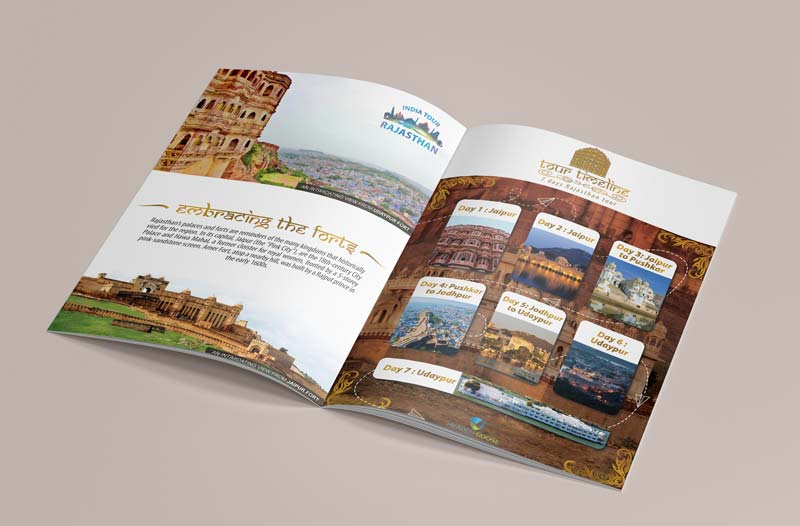 INDIA TOUR
RAJASTHAN
AN INTARDATING VIEW FROM UDAYPUR FORT
embracing the forts
Rajasthan's palaces and forts are reminders of the many kingdoms that historically
vied for the region. In its capital, Jaipur (the "Pink City"), are the 18th-century City
Palace and Hawa Mahal, a former cloister for royal women, fronted by a 5-storey
pink-sandstone screen. Amer Fort, atop a nearby hill, was built by a Rajput prince in
the early 1600s.
AN INTARDATING VIEW FROM JAIPUR FORT
tour timeline
7 days Rajasthan tour
Day 1 : Jaipur
Day 2 : Jaipur
Day 3: Jaipur
to Pushkar
Day 4: Pushkar
to Jodhpur
Day 5: Jodhpur
to Udaypur
Day 6 :
Udaypur
Day 7 : Udaypur
GOOSE